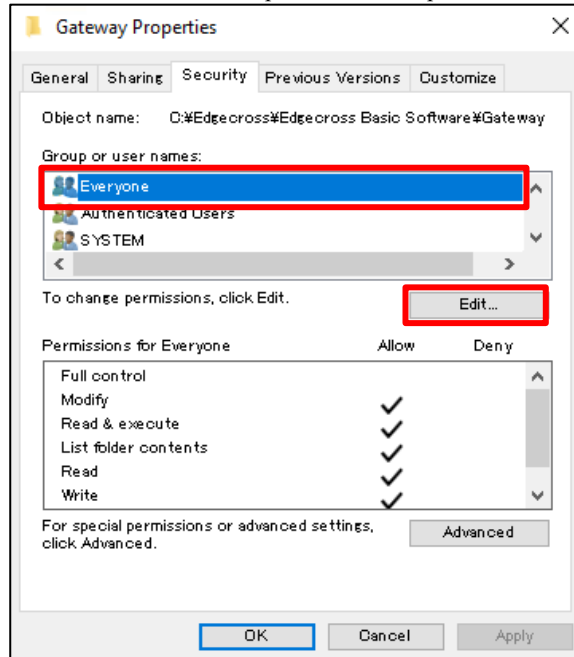 Gateway Properties
General Sharing Security Previous Versions Customize
Object name: C:¥Edgecross¥Edgecross Basic Software¥Gateway
Group or user names:
Everyone
Authenticated Users
SYSTEM
To change permissions, click Edit.
Edit...
Permissions for Everyone Allow Deny
Full control
Modify
Read & execute
List folder contents
Read
Write
For special permissions or advanced settings,
click Advanced.
Advanced
OK Cancel Apply